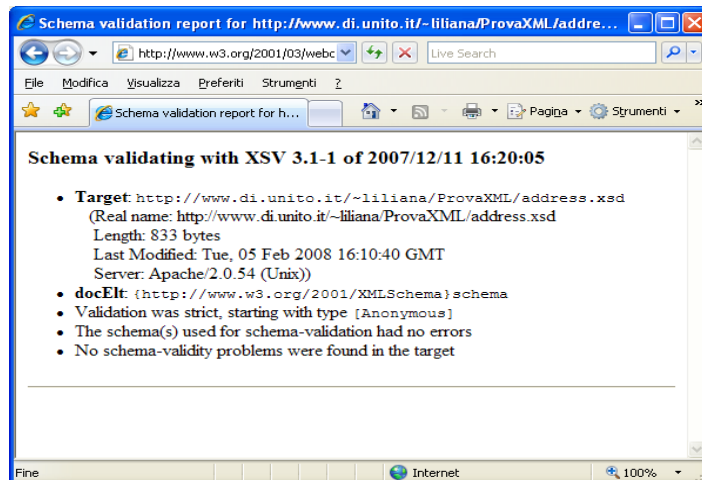 Schema validation report for http://www.di.unito.it/~liliana/ProvaXML/addre...
http://www.w3.org/2001/03/webc
Live Search
File Modifica Visualizza Preferiti Strumenti ?
Schema validation report for h...
Pagina
Strumenti
»
Schema validating with XSV 3.1-1 of 2007/12/11 16:20:05
• Target: http://www.di.unito.it/~liliana/ProvaXML/address.xsd
(Real name: http://www.di.unito.it/~liliana/ProvaXML/address.xsd
Length: 833 bytes
Last Modified: Tue, 05 Feb 2008 16:10:40 GMT
Server: Apache/2.0.54 (Unix))
• docElt: {http://www.w3.org/2001/XMLSchema}schema
• Validation was strict, starting with type [Anonymous]
• The schema(s) used for schema-validation had no errors
• No schema-validity problems were found in the target
Fine Internet 100%